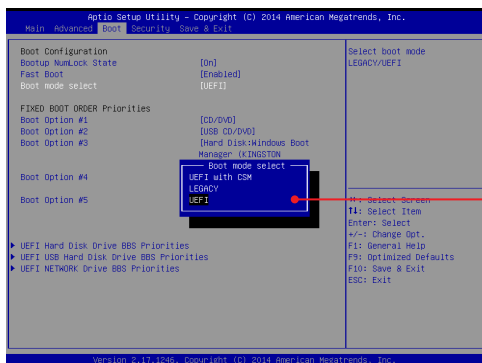 Aptio Setup Utility - Copyright (C) 2014 American Megatrends, Inc.
Main Advanced Boot Security Save & Exit
Boot Configuration
Bootup NumLock State [On]
Fast Boot [Enabled]
Boot mode select [UEFI]
FIXED BOOT ORDER Priorities
Boot Option #1 [CD/DVD]
Boot Option #2 [USB CD/DVD]
Boot Option #3 [Hard Disk:Windows Boot
Manager (KINGSTON
Boot mode select
Boot Option #4
UEFI with CSM
LEGACY
Boot Option #5
UEFI
UEFI Hard Disk Drive BBS Priorities
UEFI USB Hard Disk Drive BBS Priorities
UEFI NETWORK Drive BBS Priorities
Select boot mode
LEGACY/UEFI
: Select Screen
↑↓: Select Item
Enter: Select
+/-: Change Opt.
F1: General Help
F9: Optimized Defaults
F10: Save & Exit
ESC: Exit
Version 2.17.1246. Copyright (C) 2014 American Megatrends, Inc.